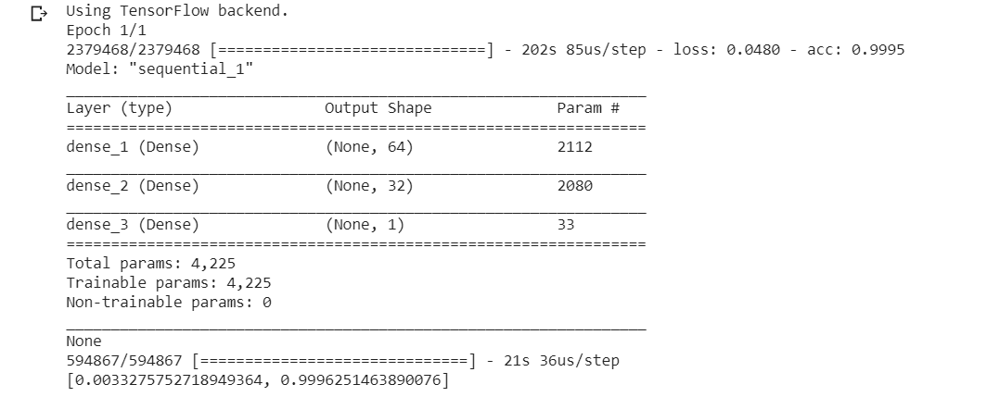 Using TensorFlow backend.
Epoch 1/1
2379468/2379468 [==============================] - 202s 85us/step - loss: 0.0480 - acc: 0.9995
Model: "sequential_1"
_________________________________________________________________
Layer (type)                 Output Shape              Param #
=================================================================
dense_1 (Dense)              (None, 64)                2112
_________________________________________________________________
dense_2 (Dense)              (None, 32)                2080
_________________________________________________________________
dense_3 (Dense)              (None, 1)                 33
=================================================================
Total params: 4,225
Trainable params: 4,225
Non-trainable params: 0
_________________________________________________________________
None
594867/594867 [==============================] - 21s 36us/step
[0.0033275752718949364, 0.9996251463890076]